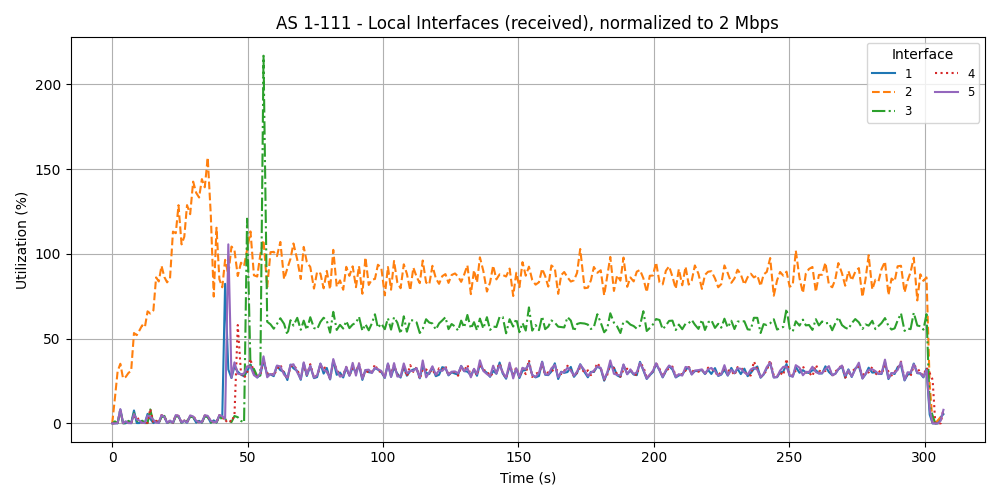 AS 1-111 - Local Interfaces (received), normalized to 2 Mbps
Interface
1
2
3
4
5
Utilization (%)
200
150
100
50
0
0 50 100 150 200 250 300
Time (s)